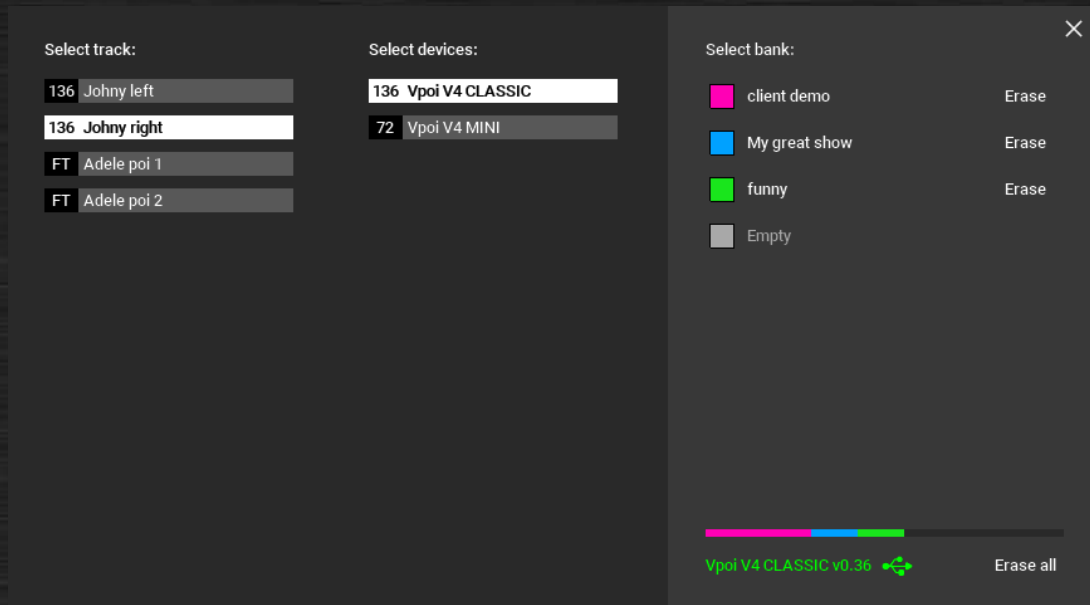 Select track:
136 Johny left
136 Johny right
FT Adele poi 1
FT Adele poi 2
Select devices:
136 Vpoi V4 CLASSIC
72 Vpoi V4 MINI
Select bank:
client demo Erase
My great show Erase
funny Erase
Empty
Vpoi V4 CLASSIC v0.36 Erase all